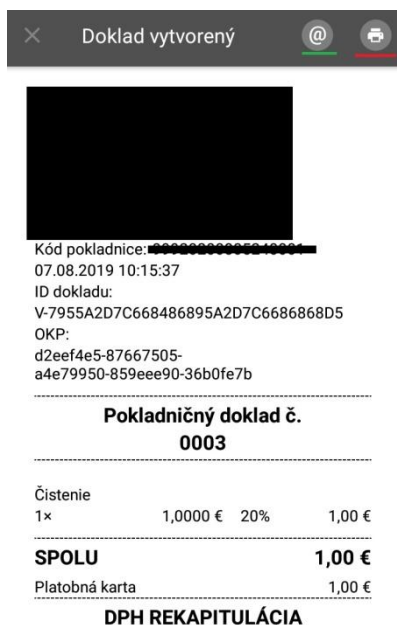 Doklad vytvorený @
Kód pokladnice:
07.08.2019 10:15:37
ID dokladu:
V-7955A2D7C668486895A2D7C6686868D5
OKP:
d2eef4e5-87667505-
a4e79950-859eee90-36b0fe7b
Pokladničný doklad č.
0003
Čistenie
1× 1,0000 € 20% 1,00 €
SPOLU 1,00 €
Platobná karta 1,00 €
DPH REKAPITULÁCIA